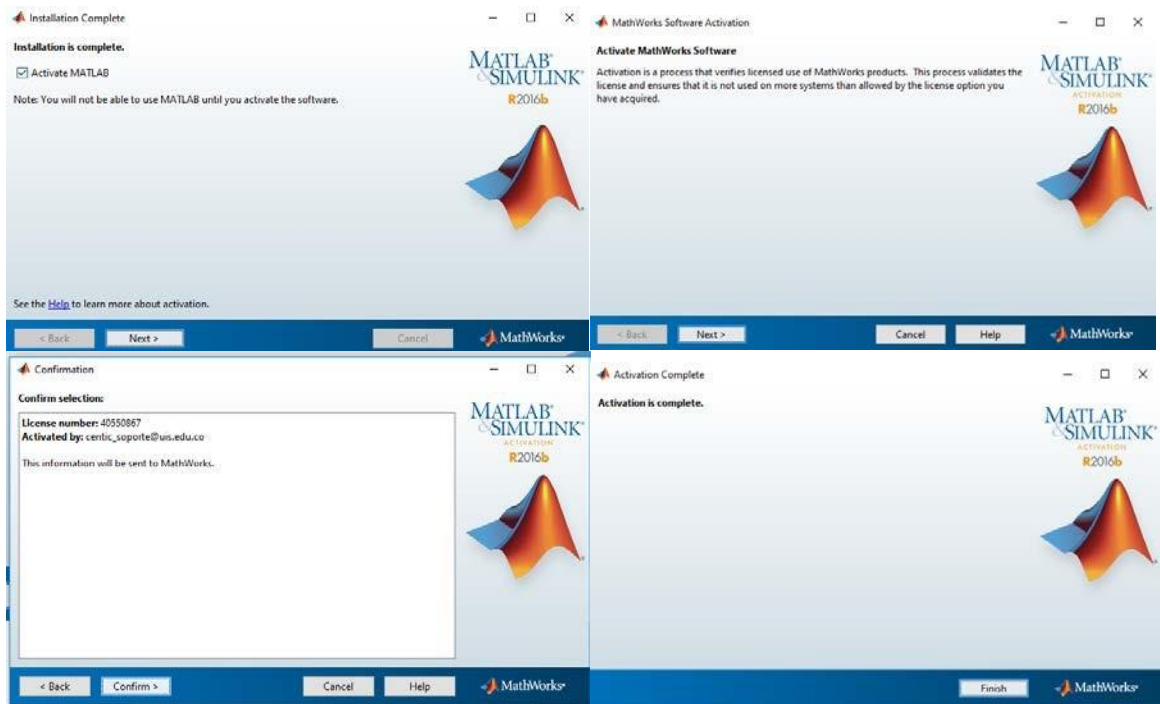 Installation Complete
Installation is complete.
Activate MATLAB
Note: You will not be able to use MATLAB until you activate the software.
See the Help to learn more about activation.
MATLAB®
&SIMULINK®
R2016b
< Back
Next >
Cancel
MathWorks®
MathWorks Software Activation
Activate MathWorks Software
Activation is a process that verifies licensed use of MathWorks products. This process validates the
license and ensures that it is not used on more systems than allowed by the license option you
have acquired.
MATLAB®
&SIMULINK®
ACTIVATION
R2016b
< Back
Next >
Cancel
Help
MathWorks®
Confirmation
Confirm selection:
License number: 40550867
Activated by: centic_soporte@uis.edu.co
This information will be sent to MathWorks.
MATLAB®
&SIMULINK®
ACTIVATION
R2016b
< Back
Confirm >
Cancel
Help
MathWorks®
Activation Complete
Activation is complete.
MATLAB®
&SIMULINK®
ACTIVATION
R2016b
Finish
MathWorks®